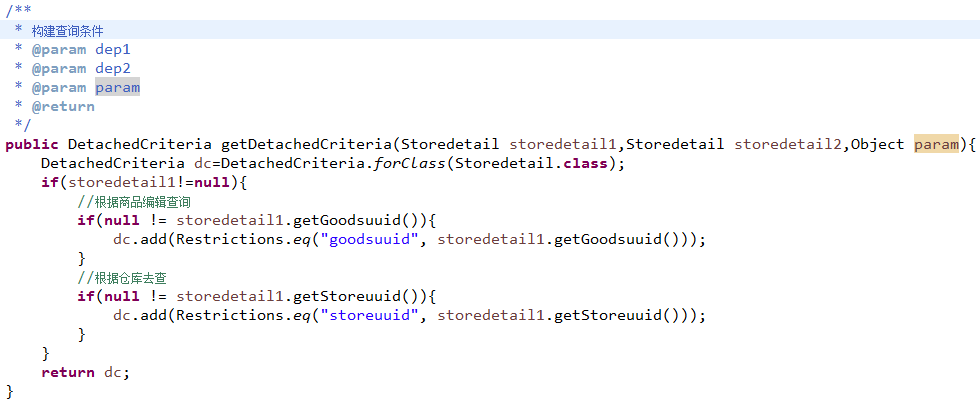 /**
 * 构建查询条件
 * @param dep1
 * @param dep2
 * @param param
 * @return
 */
public DetachedCriteria getDetachedCriteria(Storedetail storedetail1,Storedetail storedetail2,Object param){
    DetachedCriteria dc=DetachedCriteria.forClass(Storedetail.class);
    if(storedetail1!=null){
        //根据商品编辑查询
        if(null != storedetail1.getGoodsuuid()){
            dc.add(Restrictions.eq("goodsuuid", storedetail1.getGoodsuuid()));
        }
        //根据仓库去查
        if(null != storedetail1.getStoreuuid()){
            dc.add(Restrictions.eq("storeuuid", storedetail1.getStoreuuid()));
        }
    }
    return dc;
}